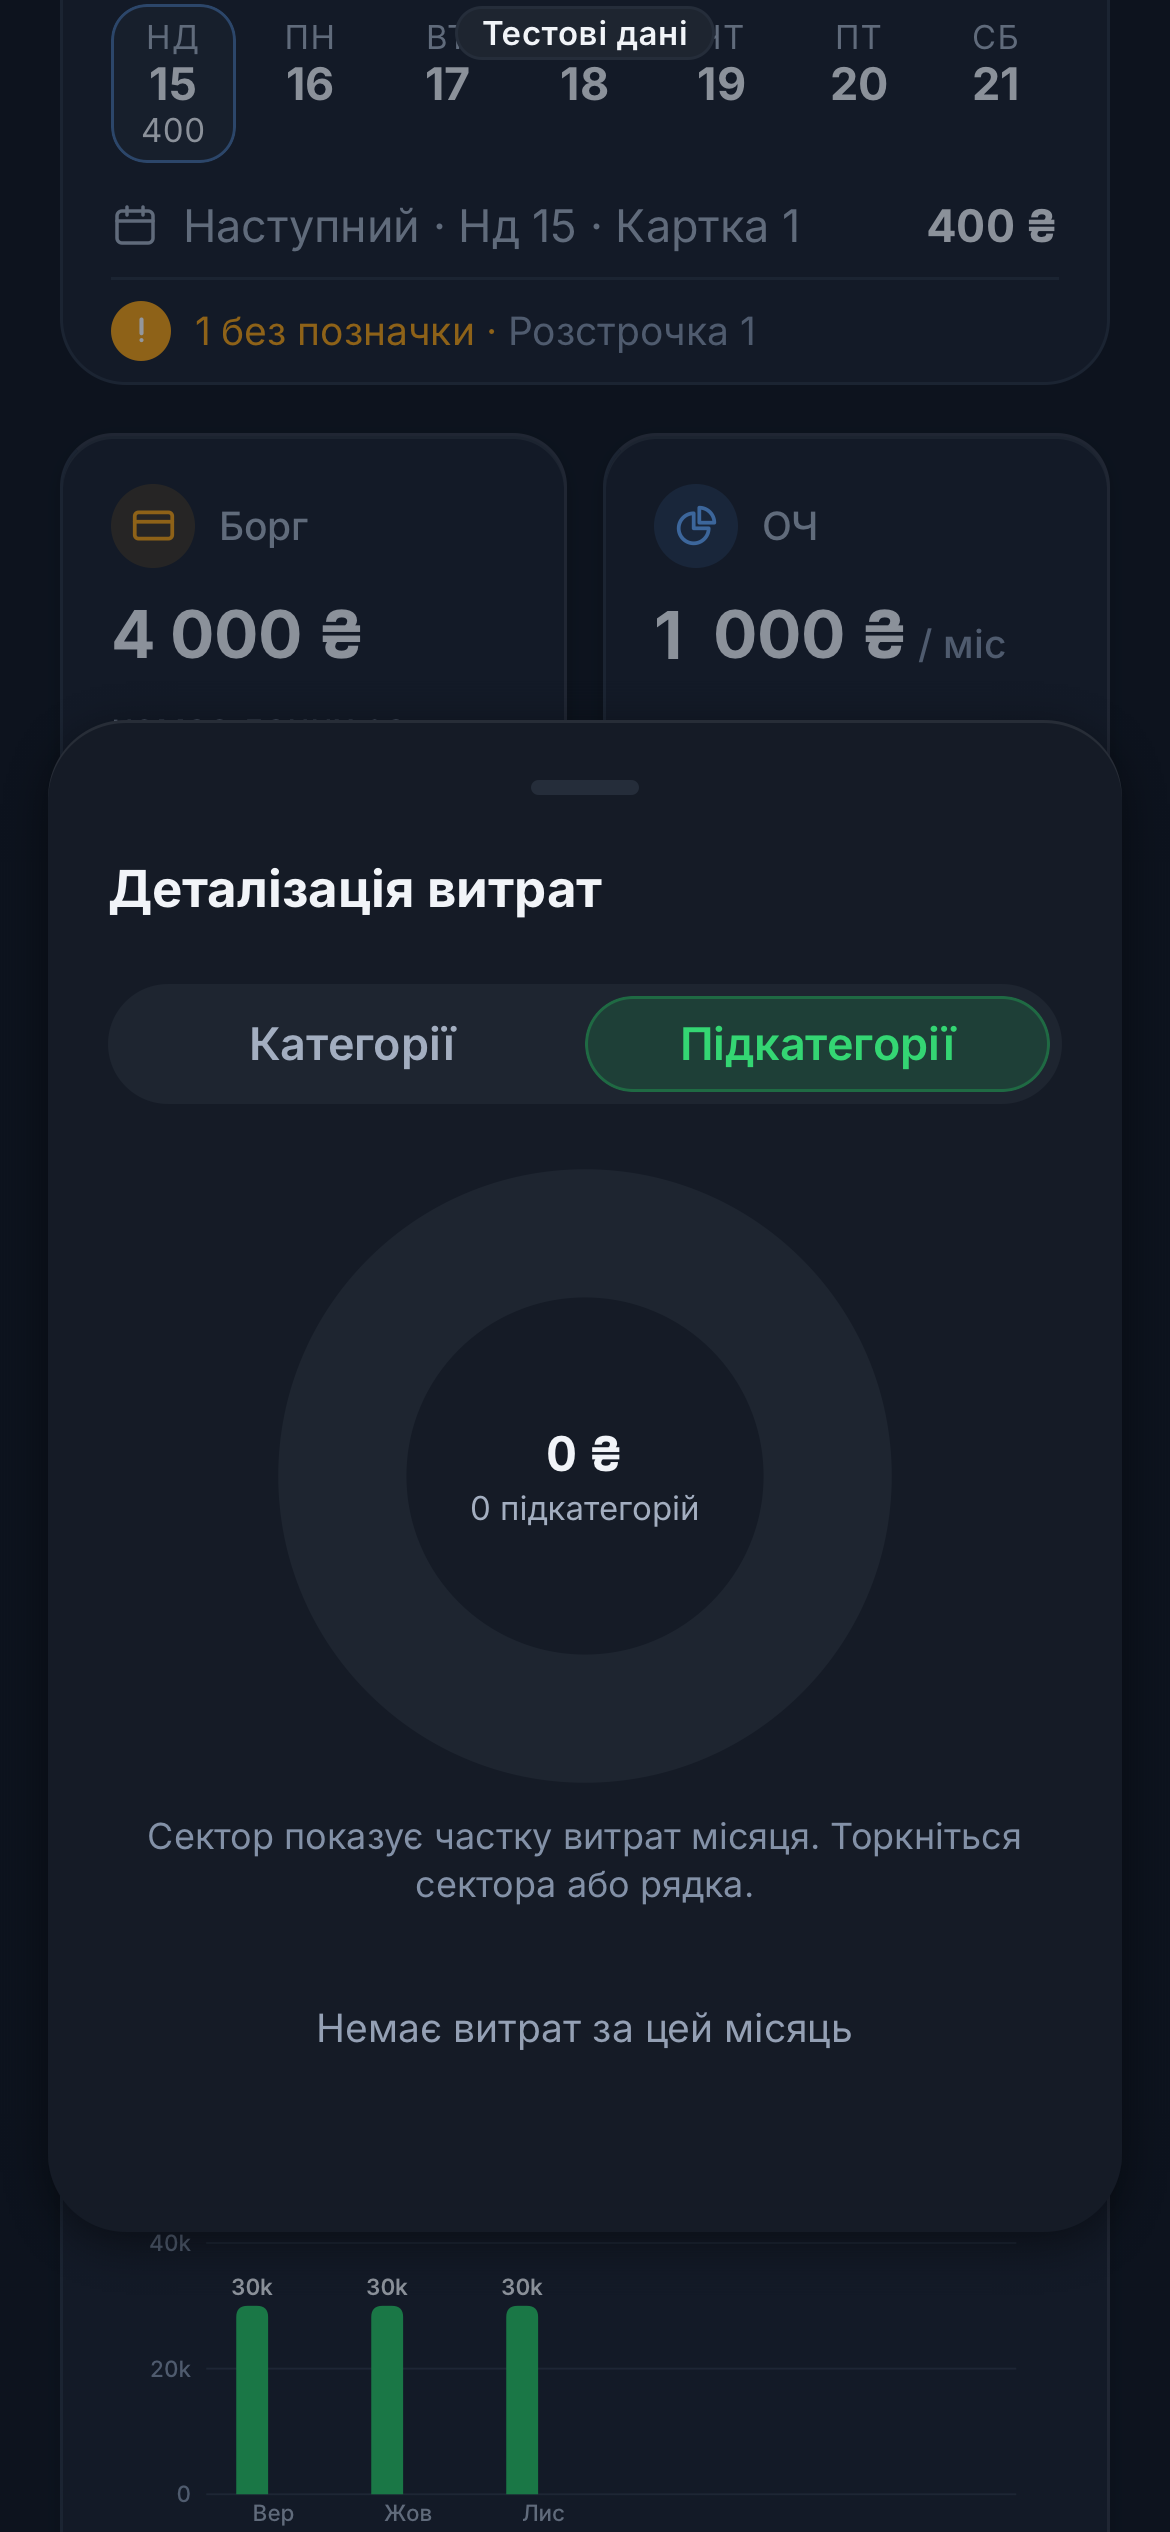 Тестові дані
НД ПН ПТ СБ
15 16 17 18 19 20 21
400
Наступний · Нд 15 · Картка 1 400 ₴
! 1 без позначки · Розстрочка 1
Борг
4 000 ₴
ОЧ
1 000 ₴ / міс
Деталізація витрат
Категорії Підкатегорії
0 ₴
0 підкатегорій
Сектор показує частку витрат місяця. Торкніться
сектора або рядка.
Немає витрат за цей місяць
40k
30k 30k 30k
20k
0
Вер Жов Лис